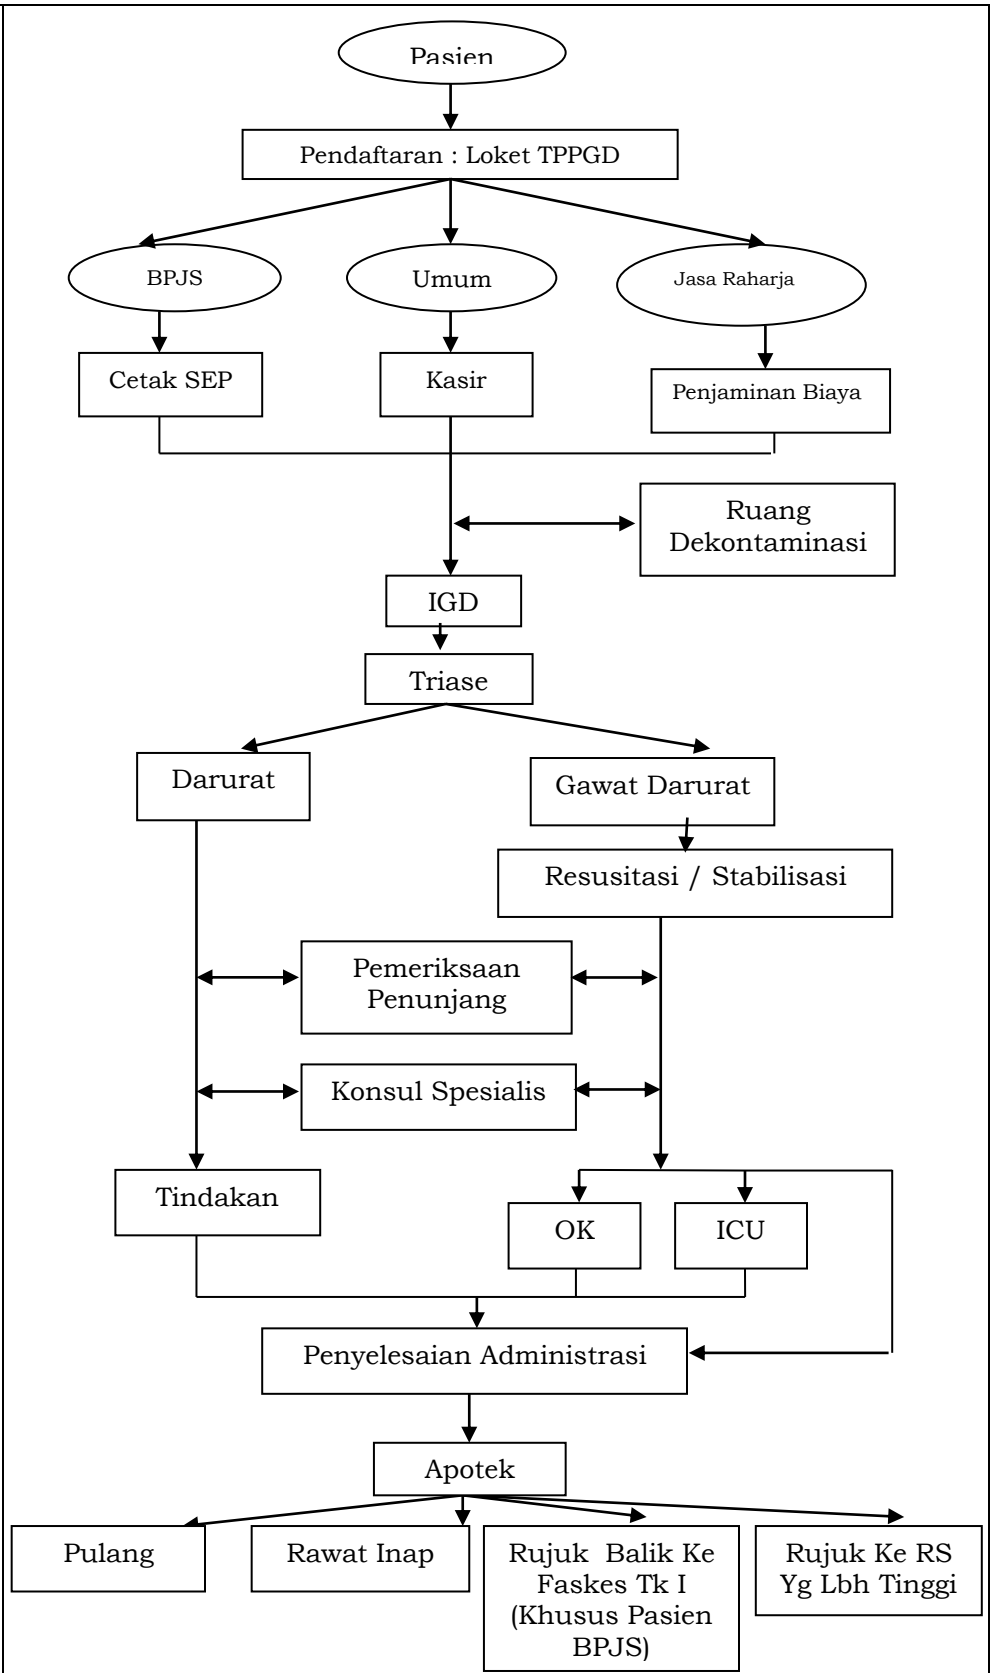 Pasien
Pendaftaran : Loket TPPGD
BPJS
Umum
Jasa Raharja
Cetak SEP
Kasir
Penjaminan Biaya
Ruang
Dekontaminasi
IGD
Triase
Darurat
Gawat Darurat
Resusitasi / Stabilisasi
Pemeriksaan
Penunjang
Konsul Spesialis
Tindakan
OK
ICU
Penyelesaian Administrasi
Apotek
Pulang
Rawat Inap
Rujuk Balik Ke
Faskes Tk I
(Khusus Pasien
BPJS)
Rujuk Ke RS
Yg Lbh Tinggi